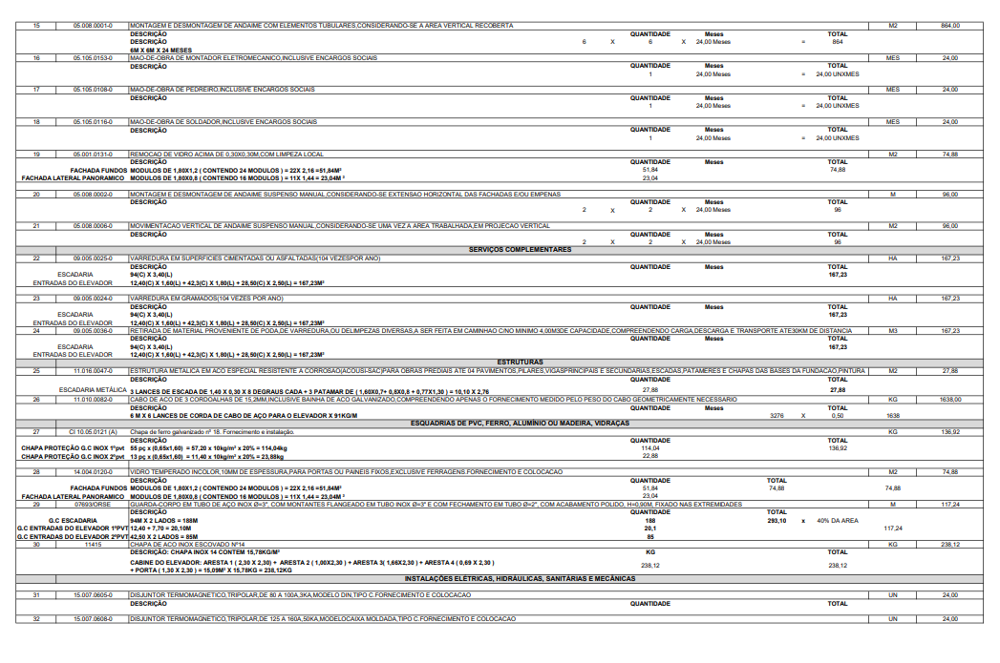 15 05.008.0001-0 MONTAGEM E DESMONTAGEM DE ANDAIME COM ELEMENTOS TUBULARES,CONSIDERANDO-SE A AREA VERTICAL RECOBERTA M2 864,00
DESCRIÇÃO QUANTIDADE Meses TOTAL
DESCRIÇÃO 6 X 6 X 24,00 Meses = 864
6M X 6M X 24 MESES
16 05.105.0153-0 MAO-DE-OBRA DE MONTADOR ELETROMECANICO,INCLUSIVE ENCARGOS SOCIAIS MES 24,00
DESCRIÇÃO QUANTIDADE Meses TOTAL
1 24,00 Meses = 24,00 UNXMES
17 05.105.0108-0 MAO-DE-OBRA DE PEDREIRO,INCLUSIVE ENCARGOS SOCIAIS MES 24,00
DESCRIÇÃO QUANTIDADE Meses TOTAL
1 24,00 Meses = 24,00 UNXMES
18 05.105.0116-0 MAO-DE-OBRA DE SOLDADOR,INCLUSIVE ENCARGOS SOCIAIS MES 24,00
DESCRIÇÃO QUANTIDADE Meses TOTAL
1 24,00 Meses = 24,00 UNXMES
19 05.001.0131-0 REMOCAO DE VIDRO ACIMA DE 0,30X0,30M,COM LIMPEZA LOCAL M2 74,88
DESCRIÇÃO QUANTIDADE TOTAL
FACHADA FUNDOS MODULOS DE 1,80X1,2 ( CONTENDO 24 MODULOS ) = 22X 2,16 =51,84M² 51,84 74,88
FACHADA LATERAL PANORAMICO MODULOS DE 1,80X0,8 ( CONTENDO 16 MODULOS ) = 11X 1,44 = 23,04M ² 23,04
20 05.008.0002-0 MONTAGEM E DESMONTAGEM DE ANDAIME SUSPENSO MANUAL,CONSIDERANDO-SE EXTENSAO HORIZONTAL DAS FACHADAS E/OU EMPENAS M 96,00
DESCRIÇÃO QUANTIDADE Meses TOTAL
2 X 2 X 24,00 Meses = 96
21 05.008.0006-0 MOVIMENTACAO VERTICAL DE ANDAIME SUSPENSO MANUAL,CONSIDERANDO-SE UMA VEZ A AREA TRABALHADA,EM PROJECAO VERTICAL M2 96,00
DESCRIÇÃO QUANTIDADE Meses TOTAL
2 X 2 X 24,00 Meses = 96
SERVIÇOS COMPLEMENTARES
22 09.005.0025-0 VARREDURA EM SUPERFICIES CIMENTADAS OU ASFALTADAS(104 VEZESPOR ANO) HA 167,23
DESCRIÇÃO QUANTIDADE Meses TOTAL
ESCADARIA 94(C) X 3,40(L) 167,23
ENTRADAS DO ELEVADOR 12,40(C) X 1,60(L) + 42,3(C) X 1,80(L) + 28,50(C) X 2,50(L) = 167,23M²
23 09.005.0024-0 VARREDURA EM GRAMADOS(104 VEZES POR ANO) HA 167,23
DESCRIÇÃO QUANTIDADE Meses TOTAL
ESCADARIA 94(C) X 3,40(L) 167,23
ENTRADAS DO ELEVADOR 12,40(C) X 1,60(L) + 42,3(C) X 1,80(L) + 28,50(C) X 2,50(L) = 167,23M²
24 09.005.0036-0 RETIRADA DE MATERIAL PROVENIENTE DE PODA,DE VARREDURA,OU DELIMPEZAS DIVERSAS,A SER FEITA EM CAMINHAO C/NO MINIMO 4,00M3DE CAPACIDADE,COMPREENDENDO CARGA,DESCARGA E TRANSPORTE ATE30KM DE DISTANCIA M3 167,23
DESCRIÇÃO QUANTIDADE Meses TOTAL
ESCADARIA 94(C) X 3,40(L) 167,23
ENTRADAS DO ELEVADOR 12,40(C) X 1,60(L) + 42,3(C) X 1,80(L) + 28,50(C) X 2,50(L) = 167,23M²
ESTRUTURAS
25 11.016.0047-0 ESTRUTURA METALICA EM ACO ESPECIAL RESISTENTE A CORROSAO(ACOUSI-SAC)PARA OBRAS PREDIAIS ATE 04 PAVIMENTOS,PILARES,VIGASPRINCIPAIS E SECUNDARIAS,ESCADAS,PATAMERES E CHAPAS DAS BASES DA FUNDACAO,PINTURA M2 27,88
DESCRIÇÃO QUANTIDADE TOTAL
ESCADARIA METÁLICA 3 LANCES DE ESCADA DE 1,40 X 0,30 X 8 DEGRAUS CADA + 3 PATAMAR DE ( 1,60X0,7+ 0,8X0,8 + 0,77X1,30 ) = 10,10 X 2,76 27,88 27,88
26 11.010.0082-0 CABO DE ACO DE 3 CORDOALHAS DE 15,2MM,INCLUSIVE BAINHA DE ACO GALVANIZADO,COMPREENDENDO APENAS O FORNECIMENTO MEDIDO PELO PESO DO CABO GEOMETRICAMENTE NECESSARIO KG 1638,00
DESCRIÇÃO QUANTIDADE Meses TOTAL
6 M X 6 LANCES DE CORDA DE CABO DE AÇO PARA O ELEVADOR X 91KG/M 3276 X 0,50 1638
ESQUADRIAS DE PVC, FERRO, ALUMÍNIO OU MADEIRA, VIDRAÇAS
27 CI 10.05.0121 (A) Chapa de ferro galvanizado nº 18. Fornecimento e instalação. KG 136,92
DESCRIÇÃO QUANTIDADE TOTAL
CHAPA PROTEÇÃO G.C INOX 1ºpvt 55 pç x (0,65x1,60) = 57,20 x 10kg/m² x 20% = 114,04kg 114,04 136,92
CHAPA PROTEÇÃO G.C INOX 2ºpvt 13 pç x (0,65x1,60) = 11,40 x 10kg/m² x 20% = 23,88kg 22,88
28 14.004.0120-0 VIDRO TEMPERADO INCOLOR,10MM DE ESPESSURA,PARA PORTAS OU PAINEIS FIXOS,EXCLUSIVE FERRAGENS.FORNECIMENTO E COLOCACAO M2 74,88
DESCRIÇÃO QUANTIDADE TOTAL
FACHADA FUNDOS MODULOS DE 1,80X1,2 ( CONTENDO 24 MODULOS ) = 22X 2,16 =51,84M² 51,84 74,88 74,88
FACHADA LATERAL PANORAMICO MODULOS DE 1,80X0,8 ( CONTENDO 16 MODULOS ) = 11X 1,44 = 23,04M ² 23,04
29 07693/ORSE GUARDA-CORPO EM TUBO DE AÇO INOX Ø=3", COM MONTANTES FLANGEADO EM TUBO INOX Ø=3" E COM FECHAMENTO EM TUBO Ø=2", COM ACABAMENTO POLIDO, H=0,90M, FIXADO NAS EXTREMIDADES M 117,24
DESCRIÇÃO QUANTIDADE TOTAL
G.C ESCADARIA 94M X 2 LADOS = 188M 188 293,10 x 40% DA AREA
G.C ENTRADAS DO ELEVADOR 1ºPVT 12,40 + 7,70 = 20,10M 20,1 117,24
G.C ENTRADAS DO ELEVADOR 2ºPVT 42,50 X 2 LADOS = 85M 85
30 11415 CHAPA DE ACO INOX ESCOVADO Nº14 KG 238,12
DESCRIÇÃO: CHAPA INOX 14 CONTEM 15,78KG/M² KG TOTAL
CABINE DO ELEVADOR: ARESTA 1 ( 2,30 X 2,30) + ARESTA 2 ( 1,00X2,30 ) + ARESTA 3( 1,66X2,30 ) + ARESTA 4 ( 0,69 X 2,30 ) 238,12 238,12
+ PORTA ( 1,30 X 2,30 ) = 15,09M² X 15,78KG = 238,12KG
INSTALAÇÕES ELÉTRICAS, HIDRÁULICAS, SANITÁRIAS E MECÂNICAS
31 15.007.0605-0 DISJUNTOR TERMOMAGNETICO,TRIPOLAR,DE 80 A 100A,3KA,MODELO DIN,TIPO C.FORNECIMENTO E COLOCACAO UN 24,00
DESCRIÇÃO QUANTIDADE TOTAL
32 15.007.0608-0 DISJUNTOR TERMOMAGNETICO,TRIPOLAR,DE 125 A 160A,50KA,MODELOCAIXA MOLDADA,TIPO C.FORNECIMENTO E COLOCACAO UN 24,00